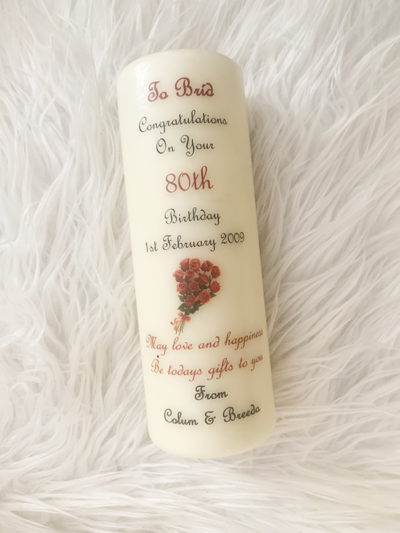 To Bríd
Congratulations
On Your
80th
Birthday
1st February 2009
May love and happiness
Be todays gifts to you
From
Colum & Breeda